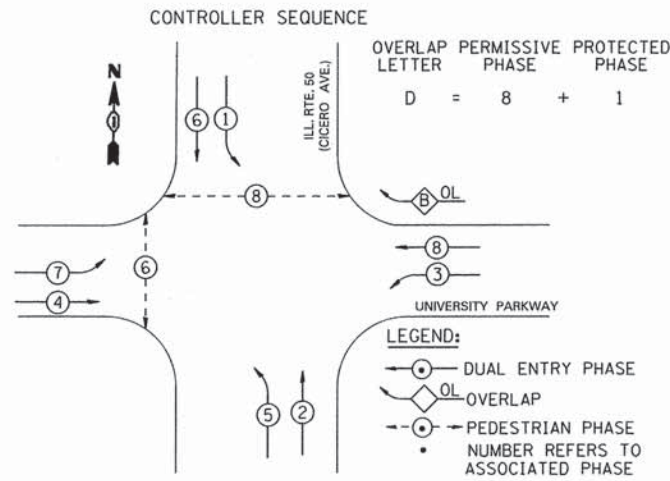 CONTROLLER SEQUENCE
OVERLAP PERMISSIVE PROTECTED
LETTER PHASE PHASE
D = 8 + 1
N
ILL. RTE. 50
(CICERO AVE.)
6 1
8
B OL
7
6
8
4
3
UNIVERSITY PARKWAY
5 2
LEGEND:
DUAL ENTRY PHASE
OL
OVERLAP
PEDESTRIAN PHASE
NUMBER REFERS TO
ASSOCIATED PHASE